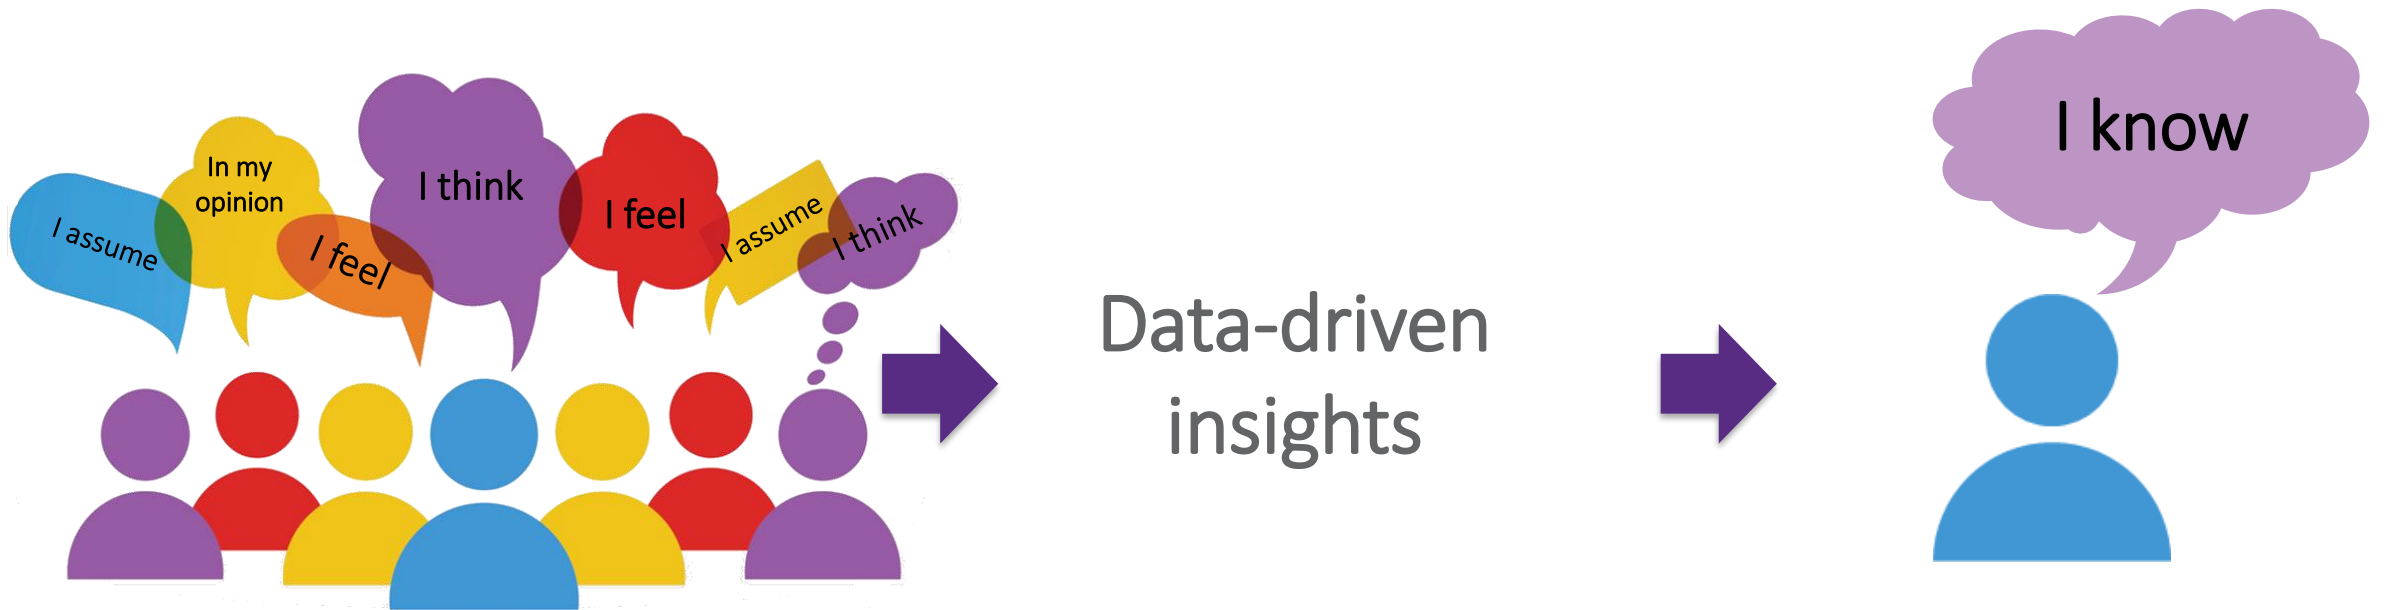 I assume
In my
opinion
I feel
I think
I feel
I assume
I think
Data-driven
insights
I know